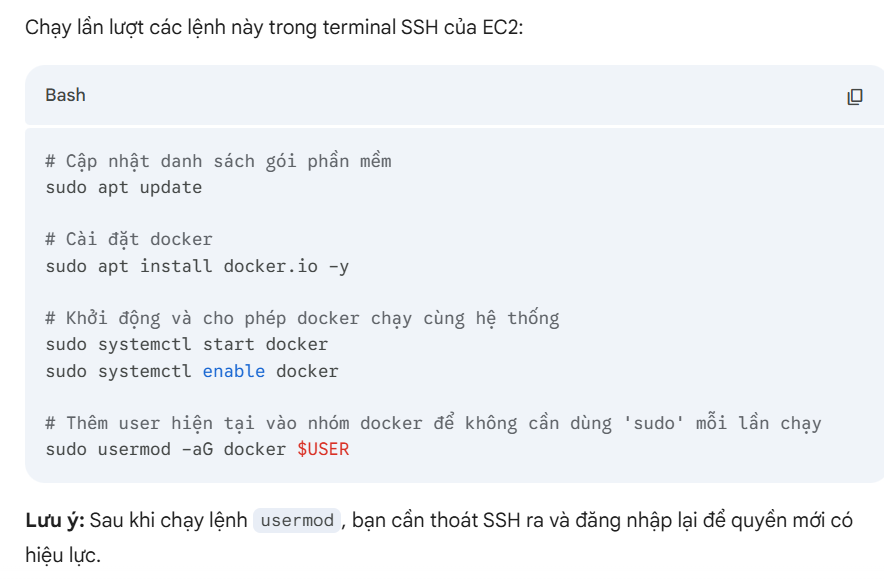 Chạy lần lượt các lệnh này trong terminal SSH của EC2:
Bash
# Cập nhật danh sách gói phần mềm
sudo apt update
# Cài đặt docker
sudo apt install docker.io -y
# Khởi động và cho phép docker chạy cùng hệ thống
sudo systemctl start docker
sudo systemctl enable docker
# Thêm user hiện tại vào nhóm docker để không cần dùng 'sudo' mỗi lần chạy
sudo usermod -aG docker $USER
Lưu ý: Sau khi chạy lệnh usermod, bạn cần thoát SSH ra và đăng nhập lại để quyền mới có
hiệu lực.